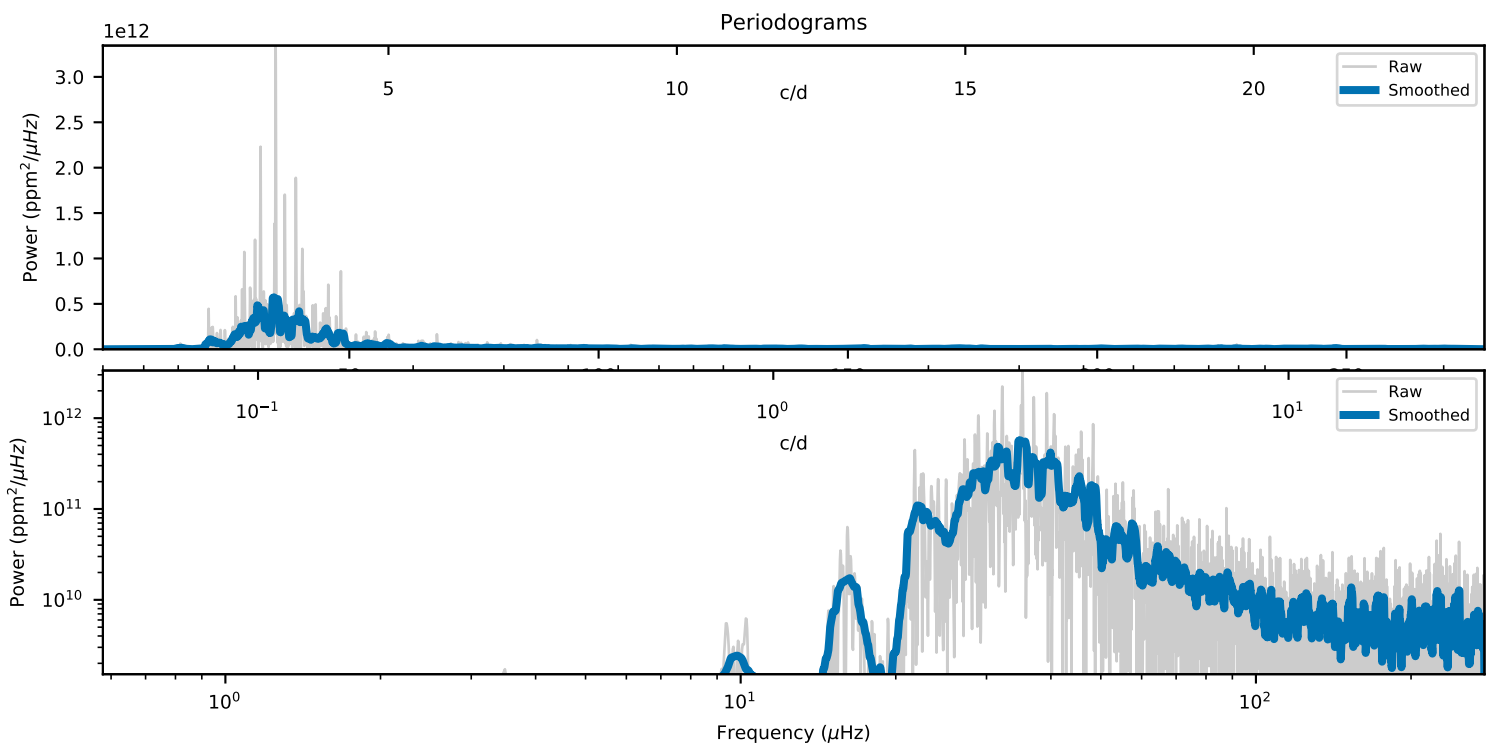 Periodograms
1e12
Power (ppm²/μHz)
3.0
2.5
2.0
1.5
1.0
0.5
0.0
5 10 15 20
c/d
Raw
Smoothed
Power (ppm²/μHz)
10¹²
10¹¹
10¹⁰
10⁻¹ 10⁰ 10¹
c/d
Raw
Smoothed
10⁰ 10¹ 10²
Frequency (μHz)